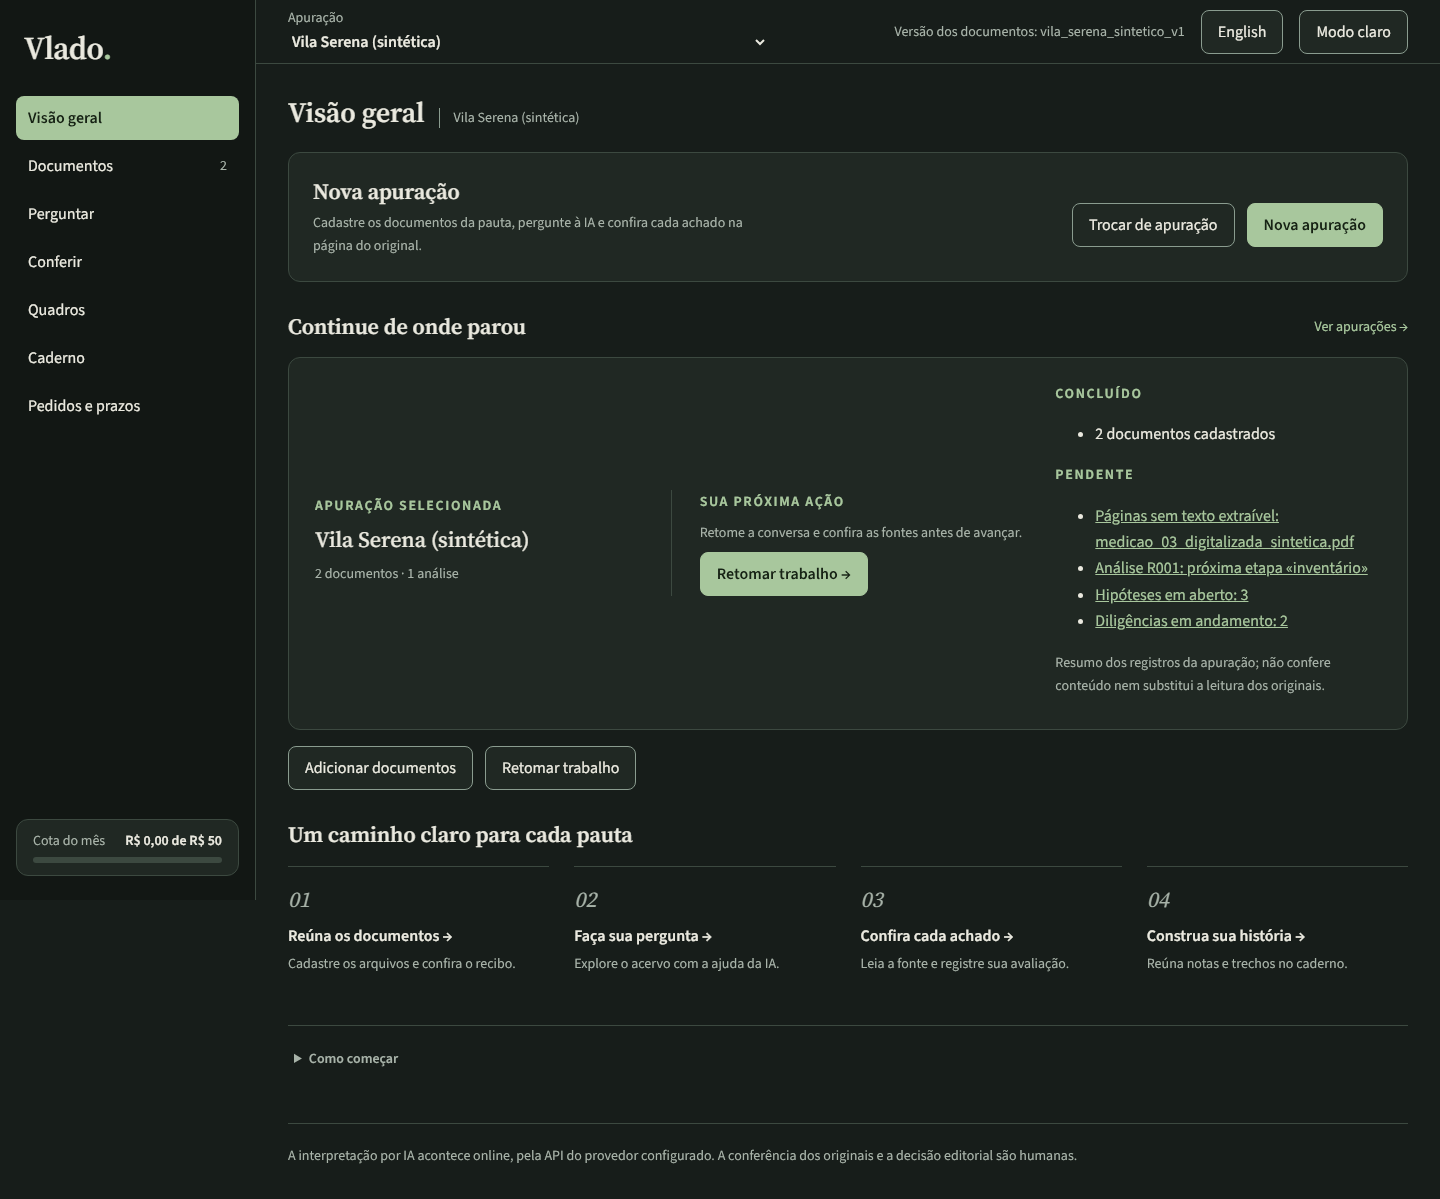 Vlado.
Visão geral
Documentos 2
Perguntar
Conferir
Quadros
Caderno
Pedidos e prazos
Cota do mês R$ 0,00 de R$ 50
Apuração
Vila Serena (sintética)
Versão dos documentos: vila_serena_sintetico_v1
English
Modo claro
Visão geral
Vila Serena (sintética)
Nova apuração
Cadastre os documentos da pauta, pergunte à IA e confira cada achado na
página do original.
Trocar de apuração
Nova apuração
Continue de onde parou
Ver apurações →
APURAÇÃO SELECIONADA
Vila Serena (sintética)
2 documentos · 1 análise
SUA PRÓXIMA AÇÃO
Retome a conversa e confira as fontes antes de avançar.
Retomar trabalho →
CONCLUÍDO
• 2 documentos cadastrados
PENDENTE
• Páginas sem texto extraível:
medicao_03_digitalizada_sintetica.pdf
• Análise R001: próxima etapa «inventário»
• Hipóteses em aberto: 3
• Diligências em andamento: 2
Resumo dos registros da apuração; não confere
conteúdo nem substitui a leitura dos originais.
Adicionar documentos
Retomar trabalho
Um caminho claro para cada pauta
01
Reúna os documentos →
Cadastre os arquivos e confira o recibo.
02
Faça sua pergunta →
Explore o acervo com a ajuda da IA.
03
Confira cada achado →
Leia a fonte e registre sua avaliação.
04
Construa sua história →
Reúna notas e trechos no caderno.
▶ Como começar
A interpretação por IA acontece online, pela API do provedor configurado. A conferência dos originais e a decisão editorial são humanas.